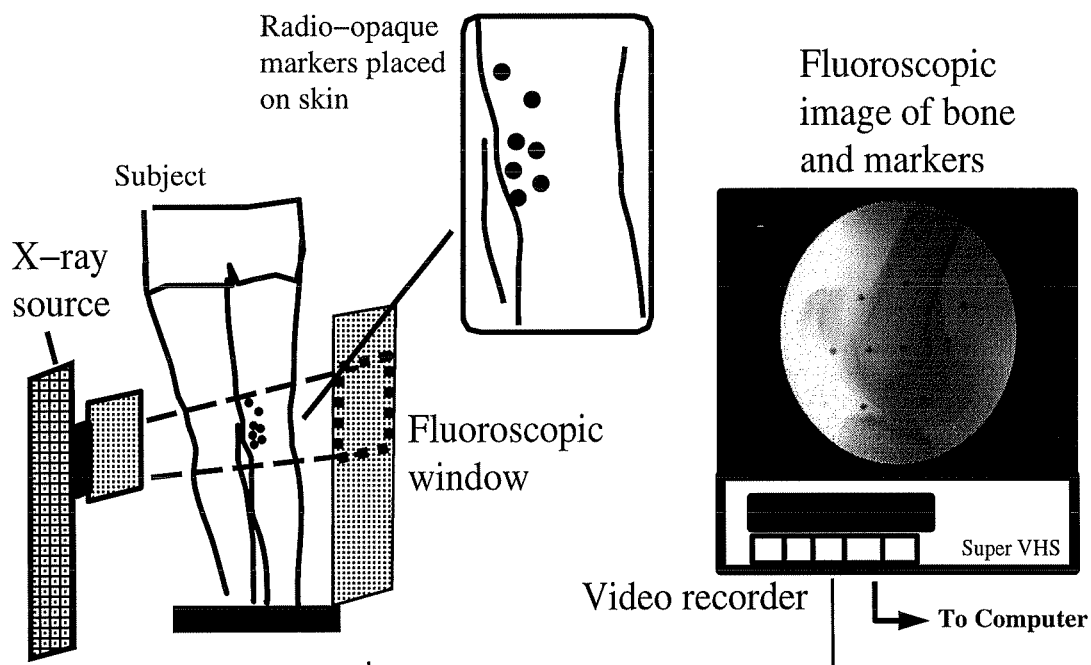 Radio-opaque
markers placed
on skin
Fluoroscopic
image of bone
and markers
Subject
X-ray
source
Fluoroscopic
window
Super VHS
Video recorder
To Computer